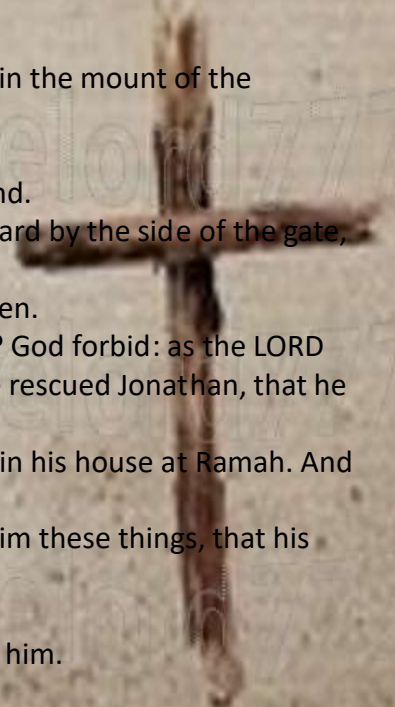 in the mount of the
nd.
ard by the side of the gate,
en.
? God forbid: as the LORD
rescued Jonathan, that he
in his house at Ramah. And
im these things, that his
him.